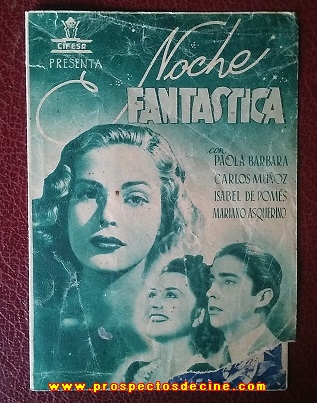 CIFESA
PRESENTA
Noche
FANTASTICA
con
PAOLA BARBARA
CARLOS MUÑOZ
ISABEL DE POMÉS
MARIANO ASQUERINO
www.prospectosdecine.com